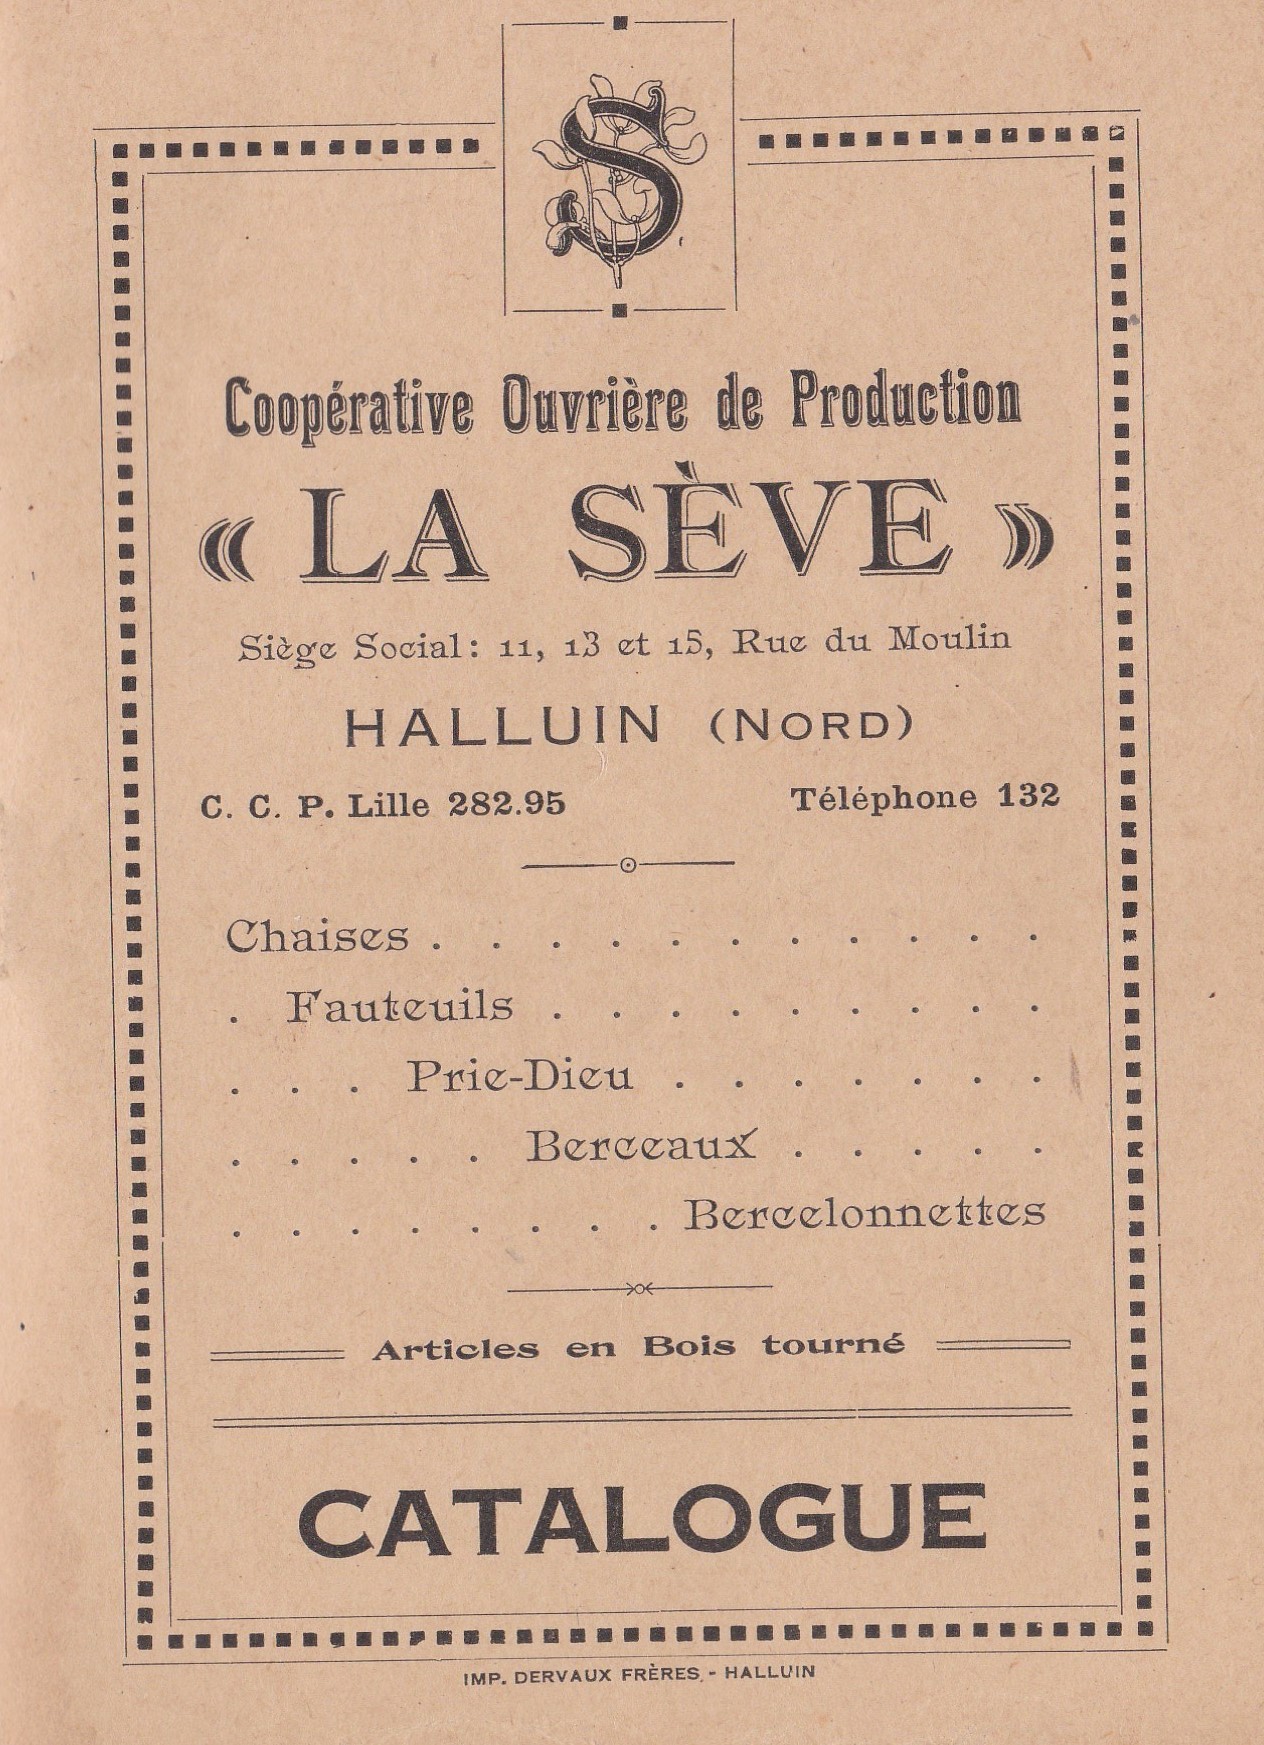 S
Coopérative Ouvrière de Production
« LA SÈVE »
Siège Social: 11, 13 et 15, Rue du Moulin
HALLUIN (NORD)
C. C. P. Lille 282.95 Téléphone 132
Chaises . . . . . . . . . . .
. Fauteuils . . . . . . . . .
. . . Prie-Dieu . . . . . . .
. . . . . Berceaux . . . . .
. . . . . . . . Bercelonnettes
Articles en Bois tourné
CATALOGUE
IMP. DERVAUX FRÈRES. - HALLUIN